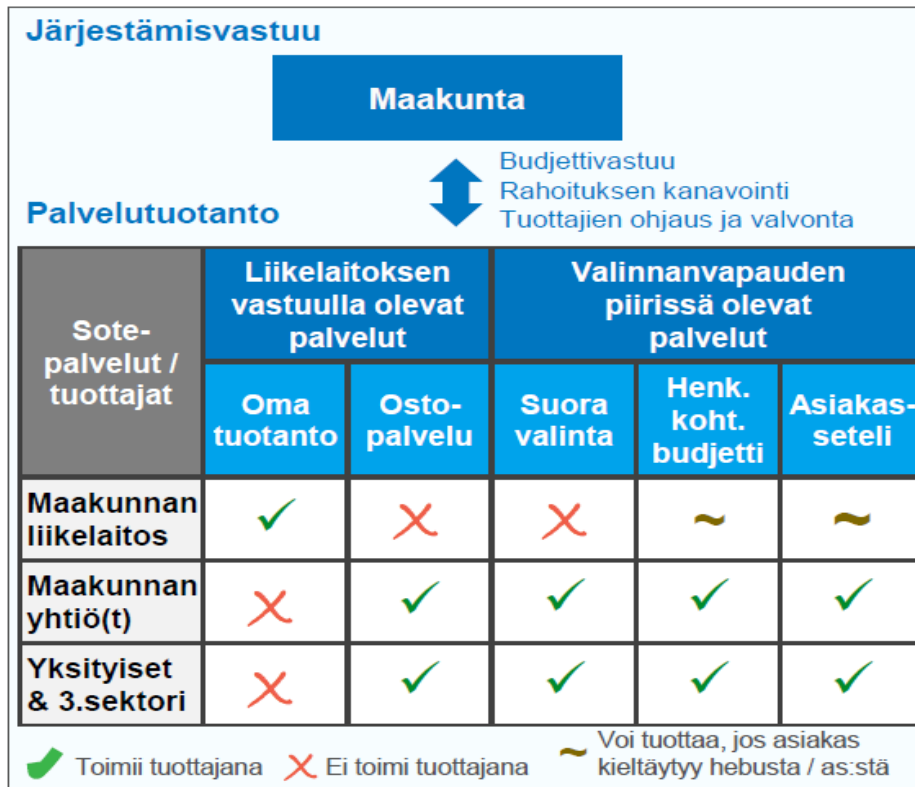 Järjestämisvastuu
Maakunta
Budjettivastuu
Rahoituksen kanavointi
Tuottajien ohjaus ja valvonta
Palvelutuotanto
Sote-
palvelut /
tuottajat
Liikelaitoksen
vastuulla olevat
palvelut
Valinnanvapauden
piirissä olevat
palvelut
Oma
tuotanto
Osto-
palvelu
Suora
valinta
Henk.
koht.
budjetti
Asiakas-
seteli
Maakunnan
liikelaitos
✓ ✗ ✗ ~ ~
Maakunnan
yhtiö(t)
✗ ✓ ✓ ✓ ✓
Yksityiset
& 3.sektori
✗ ✓ ✓ ✓ ✓
✓ Toimii tuottajana
✗ Ei toimi tuottajana
~ Voi tuottaa, jos asiakas
kieltäytyy hebusta / as:stä